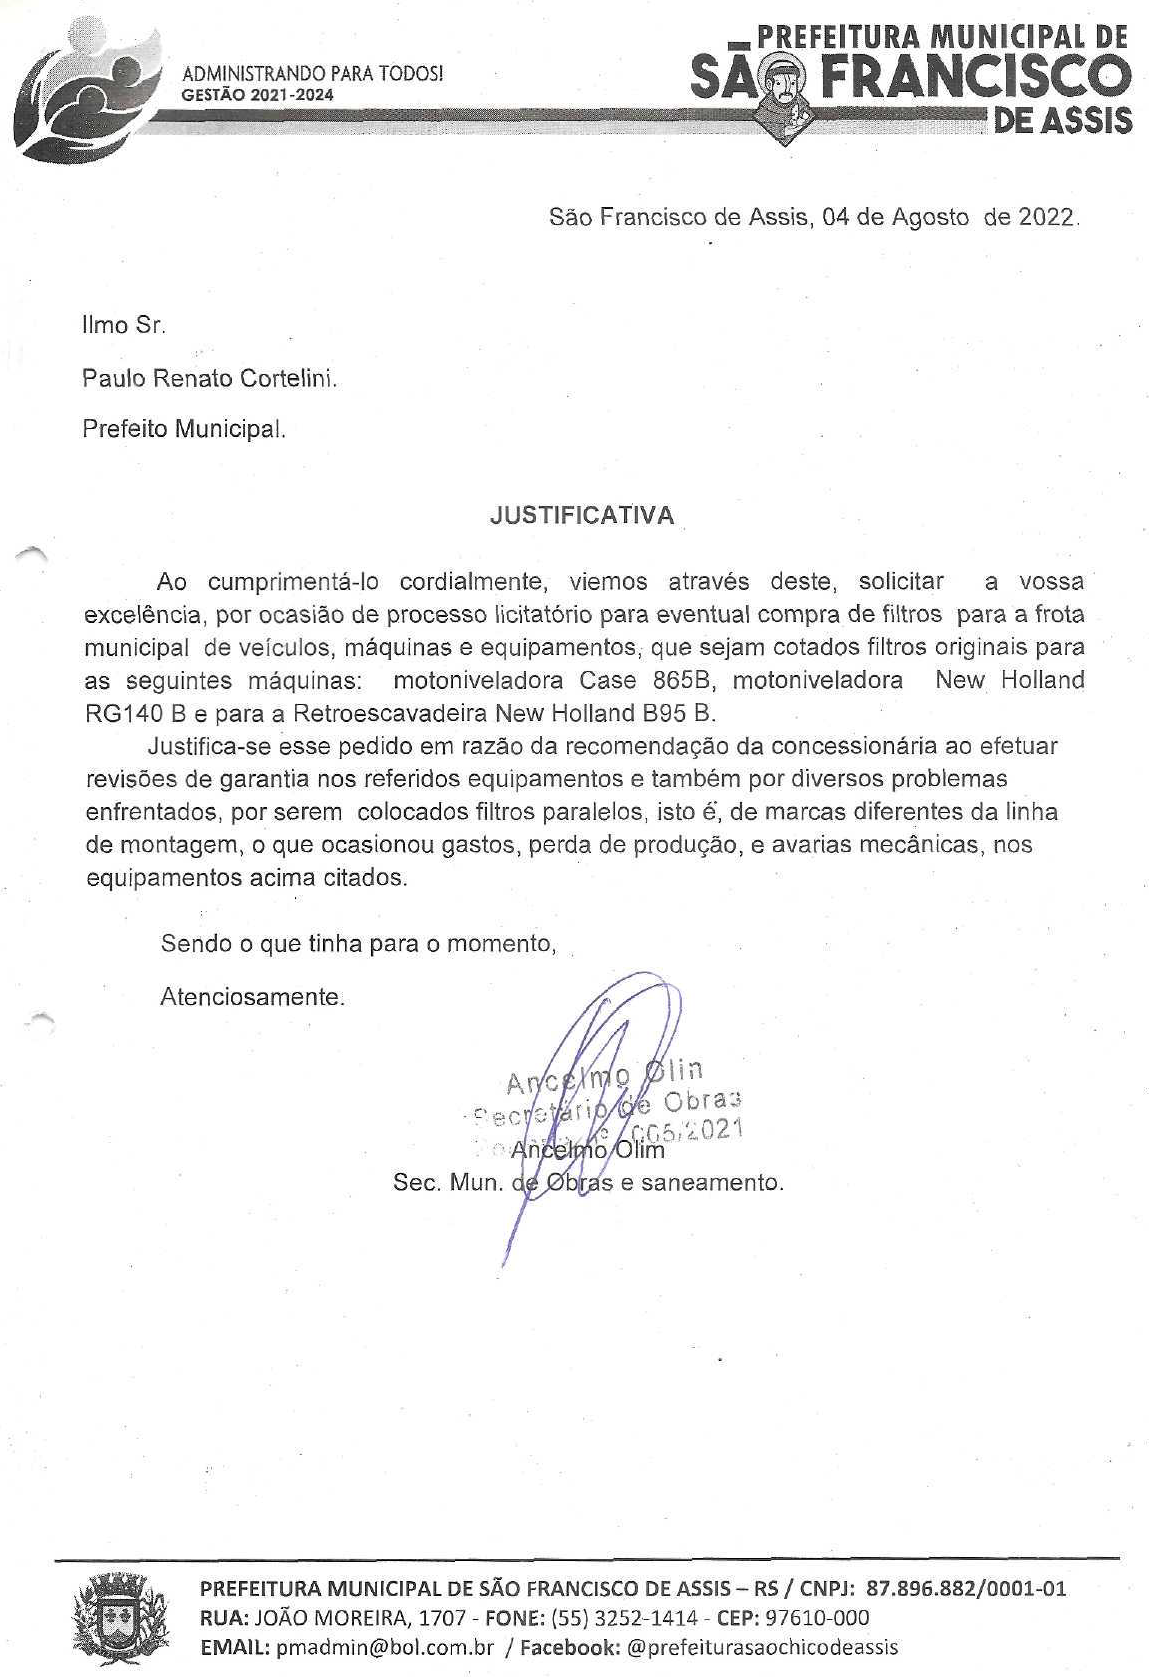 ADMINISTRANDO PARA TODOS!
GESTÃO 2021-2024
PREFEITURA MUNICIPAL DE
SÃO FRANCISCO
DE ASSIS
São Francisco de Assis, 04 de Agosto de 2022.
Ilmo Sr.
Paulo Renato Cortelini.
Prefeito Municipal.
JUSTIFICATIVA
Ao cumprimentá-lo cordialmente, viemos através deste, solicitar a vossa
excelência, por ocasião de processo licitatório para eventual compra de filtros para a frota
municipal de veículos, máquinas e equipamentos, que sejam cotados filtros originais para
as seguintes máquinas: motoniveladora Case 865B, motoniveladora New Holland
RG140 B e para a Retroescavadeira New Holland B95 B.
Justifica-se esse pedido em razão da recomendação da concessionária ao efetuar
revisões de garantia nos referidos equipamentos e também por diversos problemas
enfrentados, por serem colocados filtros paralelos, isto é, de marcas diferentes da linha
de montagem, o que ocasionou gastos, perda de produção, e avarias mecânicas, nos
equipamentos acima citados.
Sendo o que tinha para o momento,
Atenciosamente.
Ancelmo Olin
Secretário de Obras
005/2021
Ancelmo Olim
Sec. Mun. de Obras e saneamento.
PREFEITURA MUNICIPAL DE SÃO FRANCISCO DE ASSIS – RS / CNPJ: 87.896.882/0001-01
RUA: JOÃO MOREIRA, 1707 - FONE: (55) 3252-1414 - CEP: 97610-000
EMAIL: pmadmin@bol.com.br / Facebook: @prefeiturasaochicodeassis